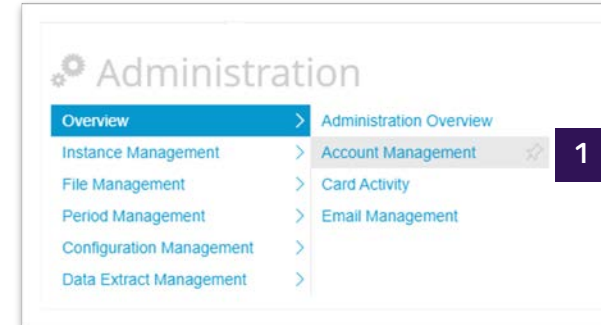 Administration
Overview
Instance Management
File Management
Period Management
Configuration Management
Data Extract Management
Administration Overview
Account Management
Card Activity
Email Management
1